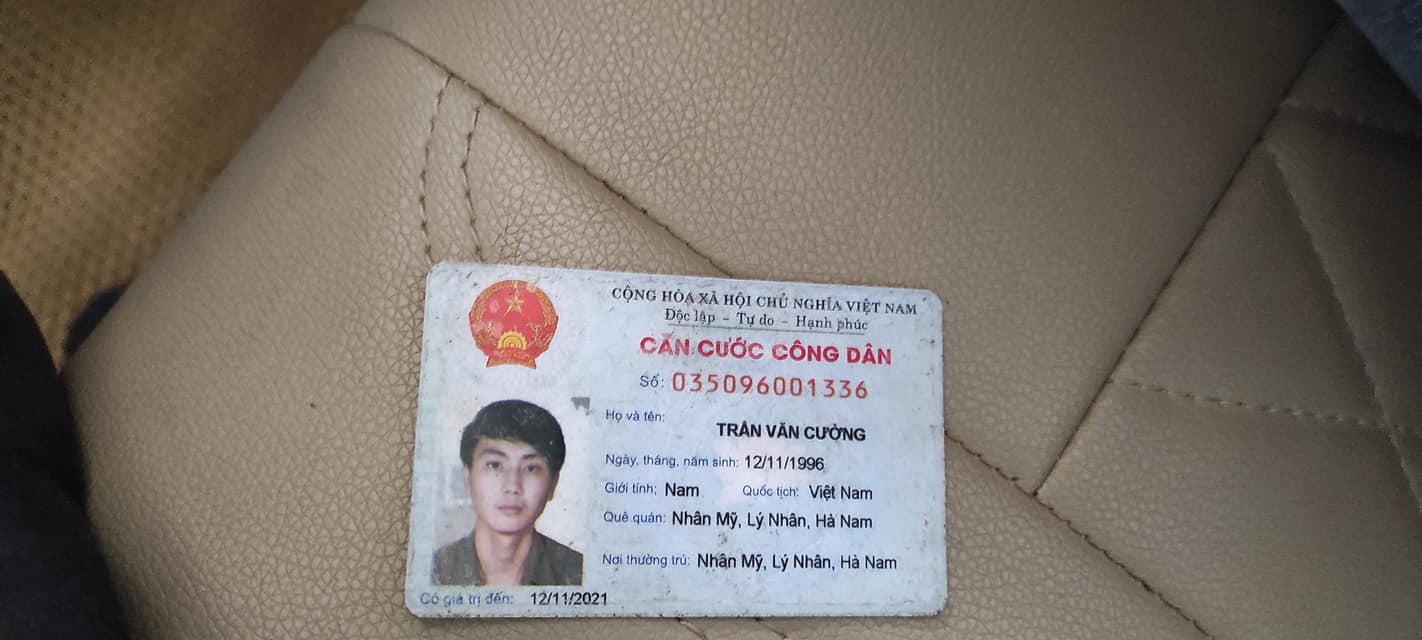 CỘNG HÒA XÃ HỘI CHỦ NGHĨA VIỆT NAM
Độc lập - Tự do - Hạnh phúc
CĂN CƯỚC CÔNG DÂN
Số: 035096001336
Họ và tên:
TRẦN VĂN CƯỜNG
Ngày, tháng, năm sinh: 12/11/1996
Giới tính: Nam Quốc tịch: Việt Nam
Quê quán: Nhân Mỹ, Lý Nhân, Hà Nam
Nơi thường trú: Nhân Mỹ, Lý Nhân, Hà Nam
Có giá trị đến: 12/11/2021